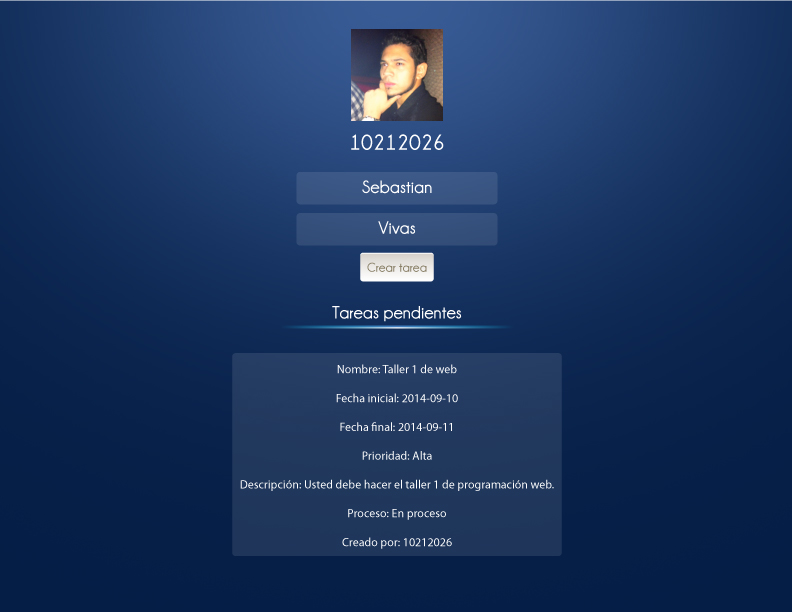 10212026
Sebastian
Vivas
Crear tarea
Tareas pendientes
Nombre: Taller 1 de web
Fecha inicial: 2014-09-10
Fecha final: 2014-09-11
Prioridad: Alta
Descripción: Usted debe hacer el taller 1 de programación web.
Proceso: En proceso
Creado por: 10212026